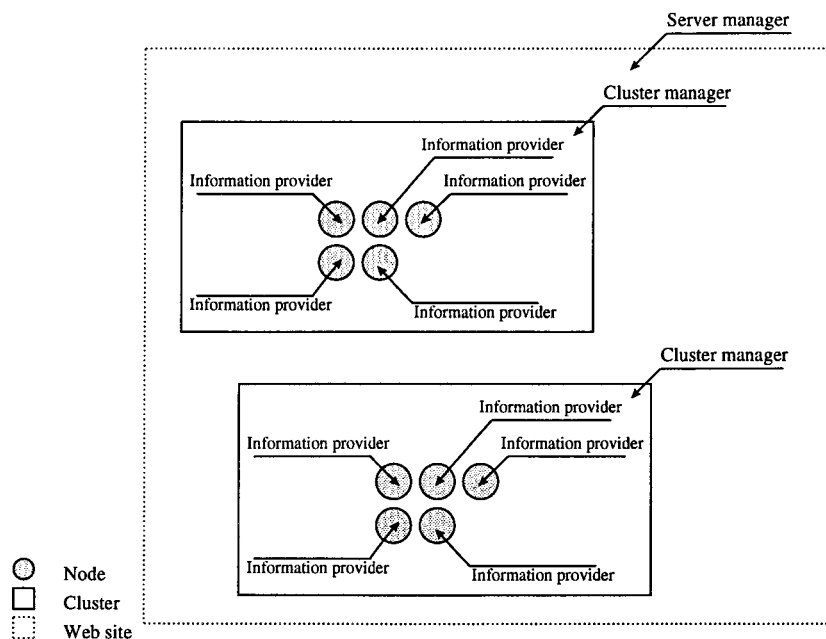 Server manager
Cluster manager
Information provider
Information provider
Information provider
Information provider
Information provider
Cluster manager
Information provider
Information provider
Information provider
Information provider
Information provider
Node
Cluster
Web site